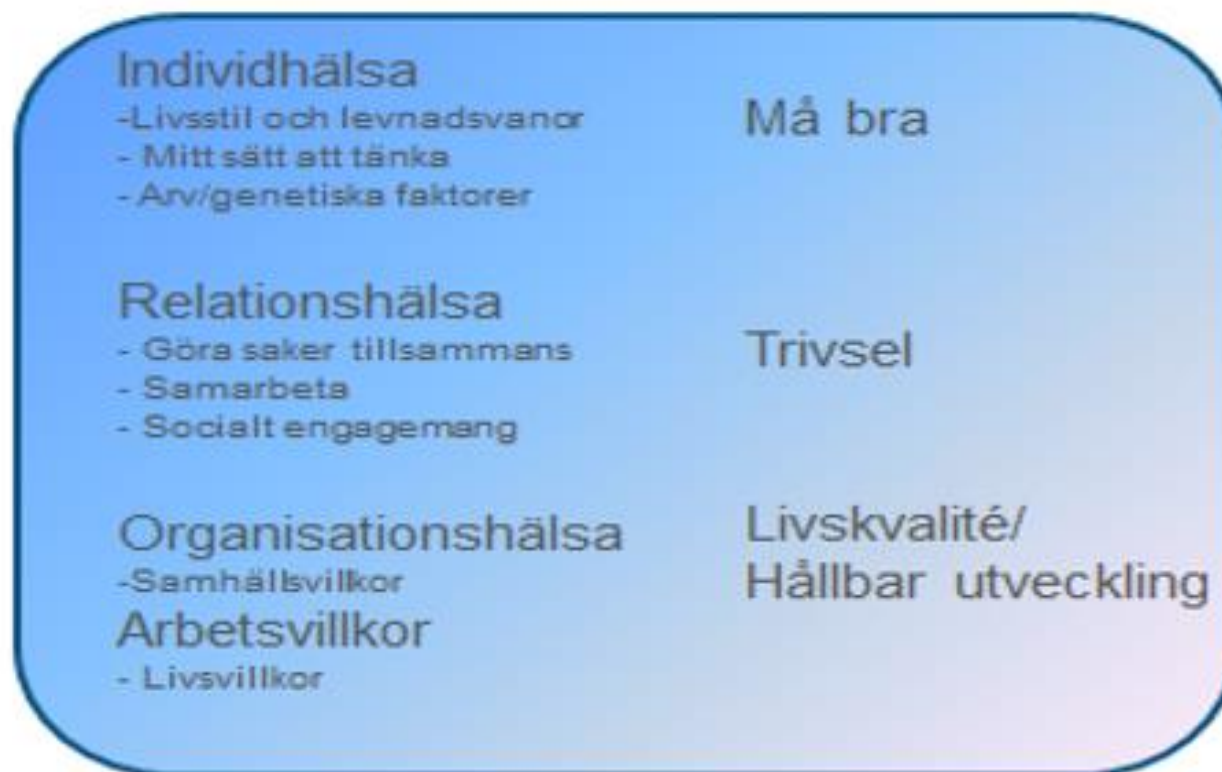 Individhälsa
-Livsstil och levnadsvanor
- Mitt sätt att tänka
- Arv/genetiska faktorer
Må bra
Relationshälsa
- Göra saker tillsammans
- Samarbeta
- Socialt engagemang
Trivsel
Organisationshälsa
-Samhällsvillkor
Arbetsvillkor
- Livsvillkor
Livskvalité/
Hållbar utveckling